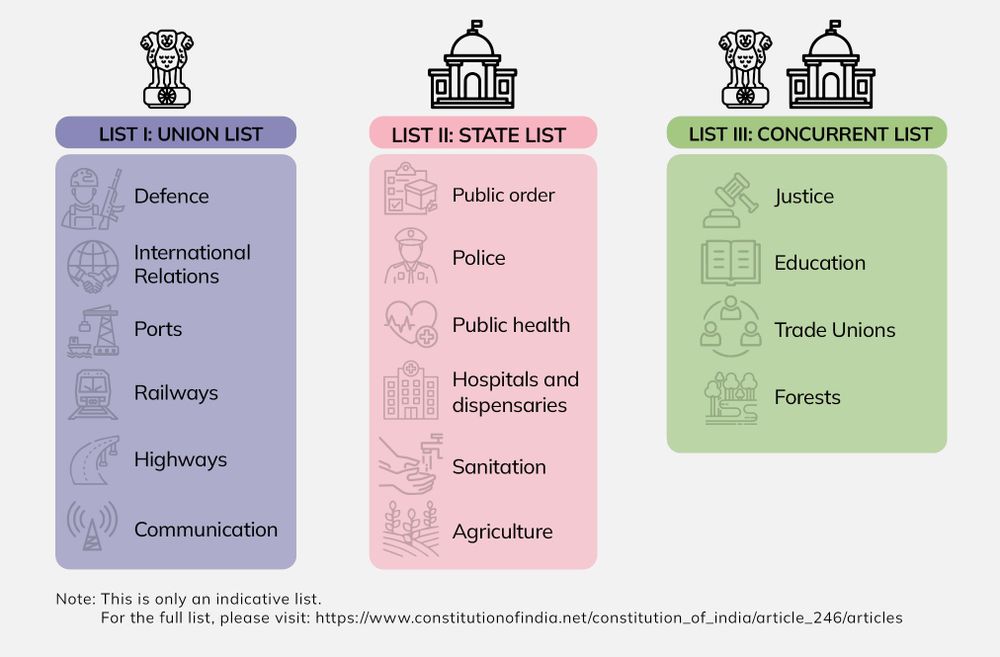 LIST I: UNION LIST
Defence
International
Relations
Ports
Railways
Highways
Communication
LIST II: STATE LIST
Public order
Police
Public health
Hospitals and
dispensaries
Sanitation
Agriculture
LIST III: CONCURRENT LIST
Justice
Education
Trade Unions
Forests
Note: This is only an indicative list.
For the full list, please visit: https://www.constitutionofindia.net/constitution_of_india/article_246/articles